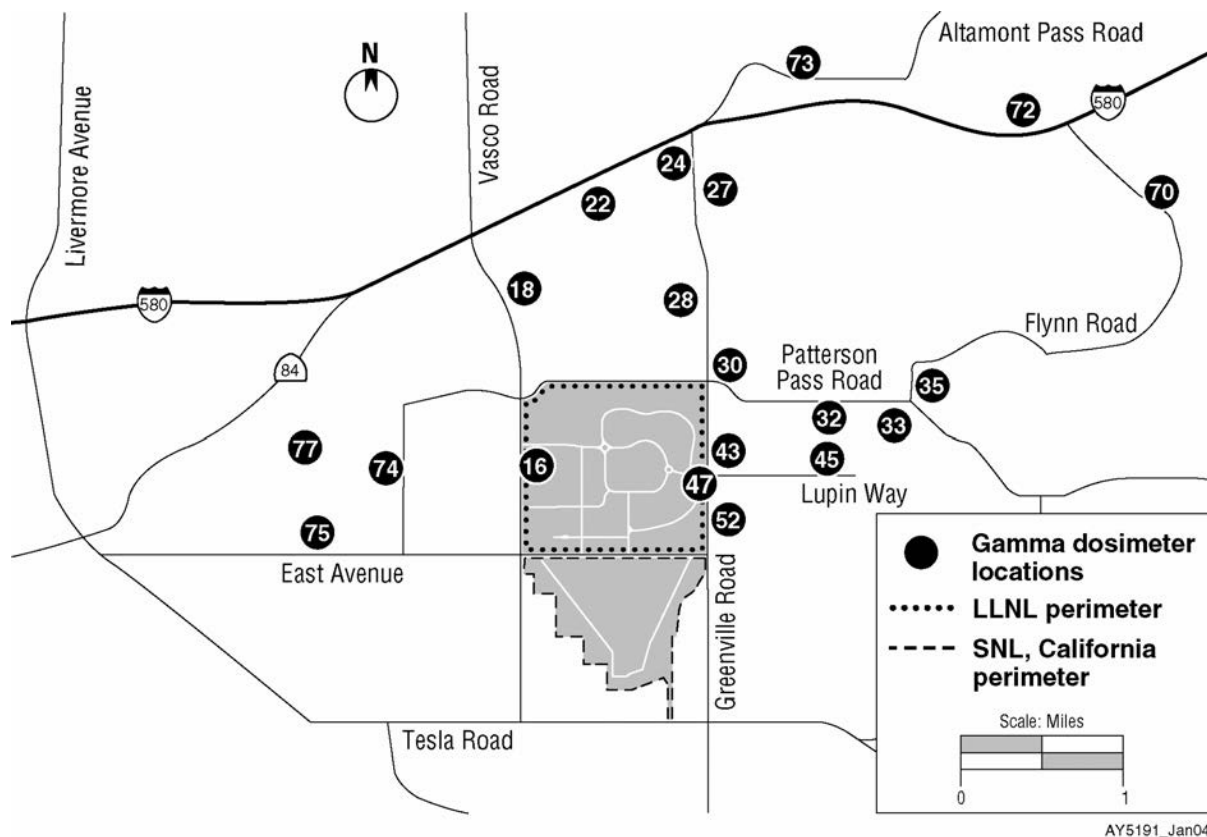 Altamont Pass Road
N
73
580
72
Livermore Avenue
Vasco Road
24
27
22
70
18
28
580
Flynn Road
84
30
Patterson
Pass Road
35
32
33
77
74
16
43
45
47
Lupin Way
52
75
East Avenue
Greenville Road
Tesla Road
Gamma dosimeter
locations
LLNL perimeter
SNL, California
perimeter
Scale: Miles
0 1
AY5191_Jan04